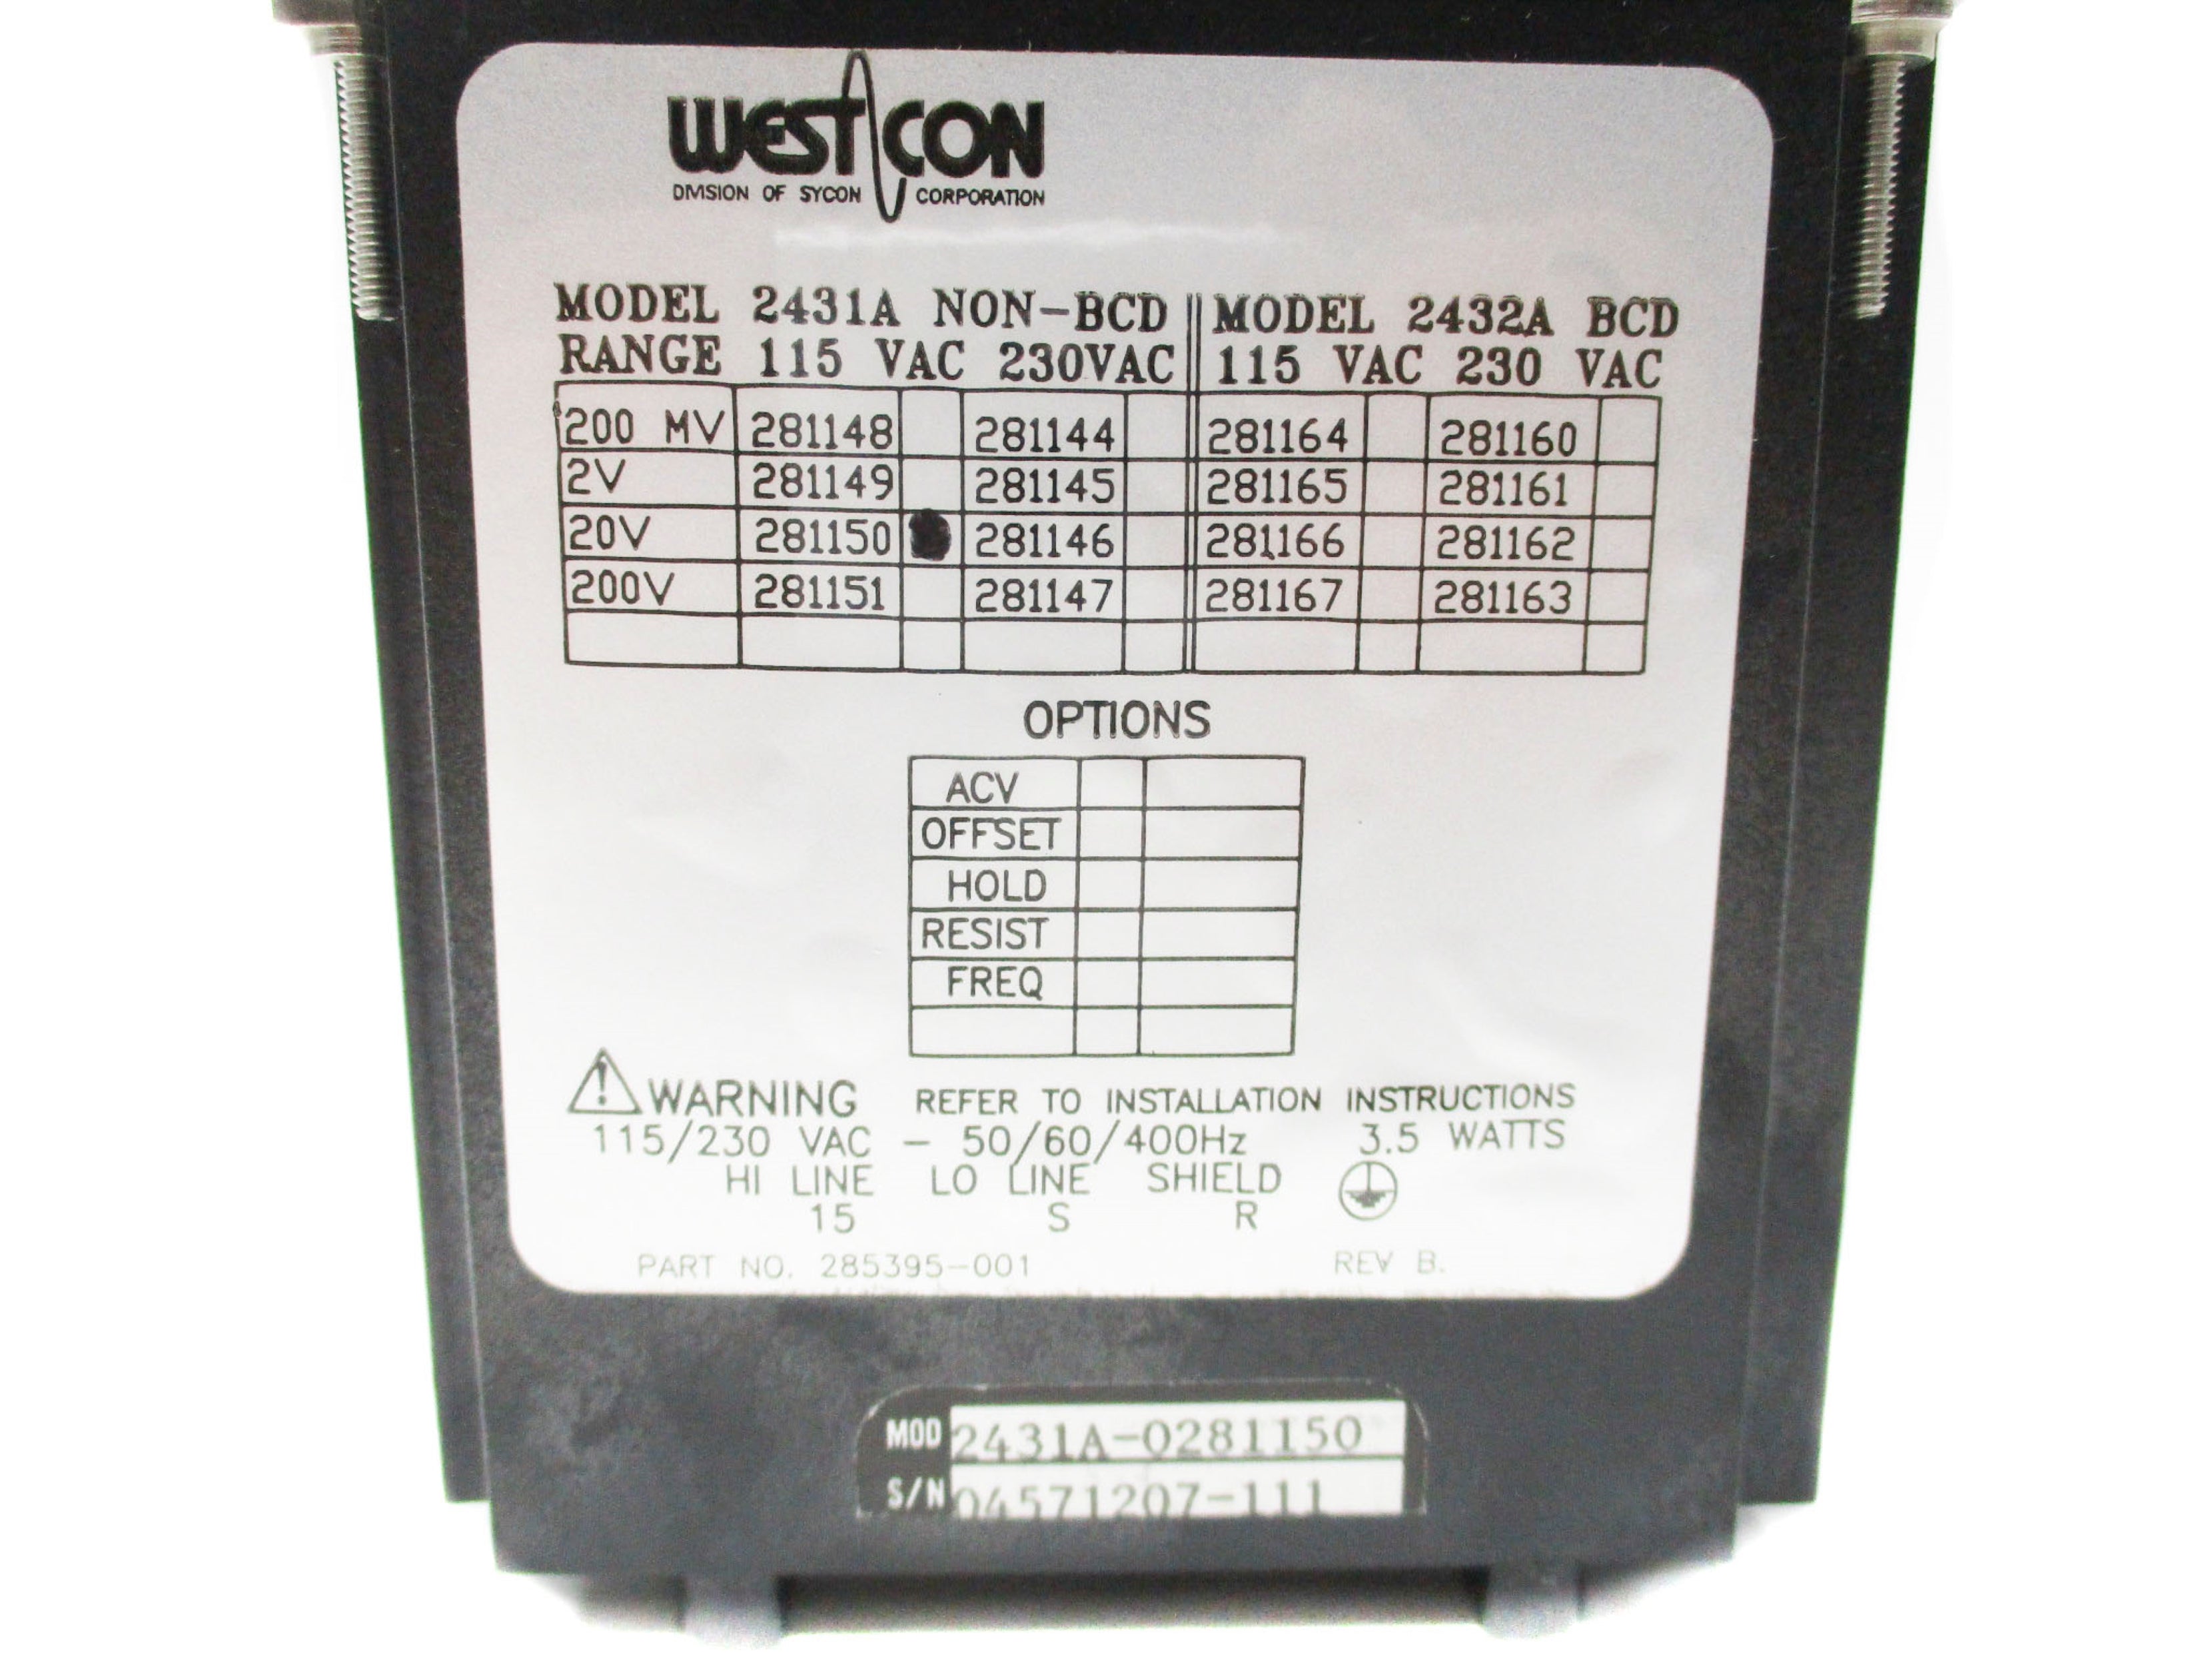 WESTCON
DIVISION OF SYCON CORPORATION
MODEL 2431A NON-BCD MODEL 2432A BCD
RANGE 115 VAC 230VAC 115 VAC 230 VAC
200 MV 281148 281144 281164 281160
2V 281149 281145 281165 281161
20V 281150 281146 281166 281162
200V 281151 281147 281167 281163
OPTIONS
ACV
OFFSET
HOLD
RESIST
FREQ
WARNING REFER TO INSTALLATION INSTRUCTIONS
115/230 VAC - 50/60/400Hz 3.5 WATTS
HI LINE LO LINE SHIELD
15 S R
PART NO. 285395-001 REV B.
MOD 2431A-0281150
S/N 04571207-111